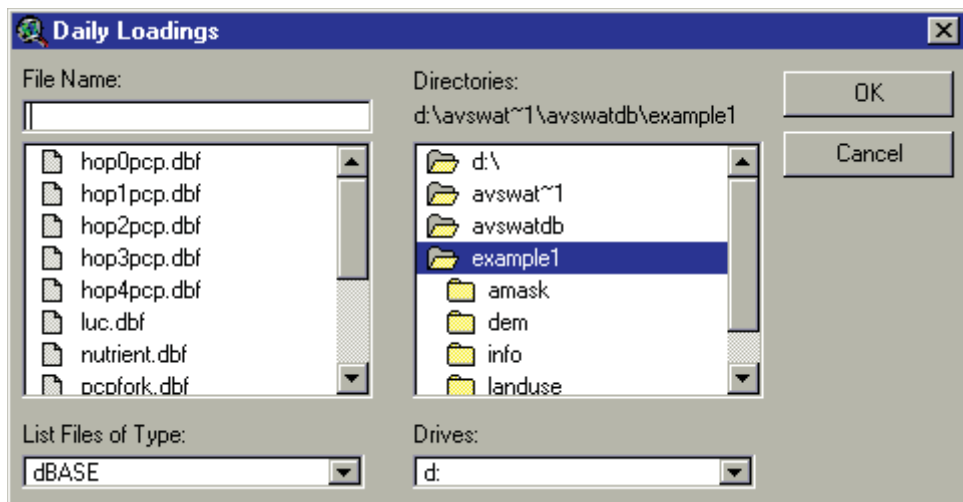 Daily Loadings
File Name:
hop0pcp.dbf
hop1pcp.dbf
hop2pcp.dbf
hop3pcp.dbf
hop4pcp.dbf
luc.dbf
nutrient.dbf
pcpfork.dbf
List Files of Type:
dBASE
Directories:
d:\avswat~1\avswatdb\example1
d:\
avswat~1
avswatdb
example1
amask
dem
info
landuse
Drives:
d:
OK
Cancel